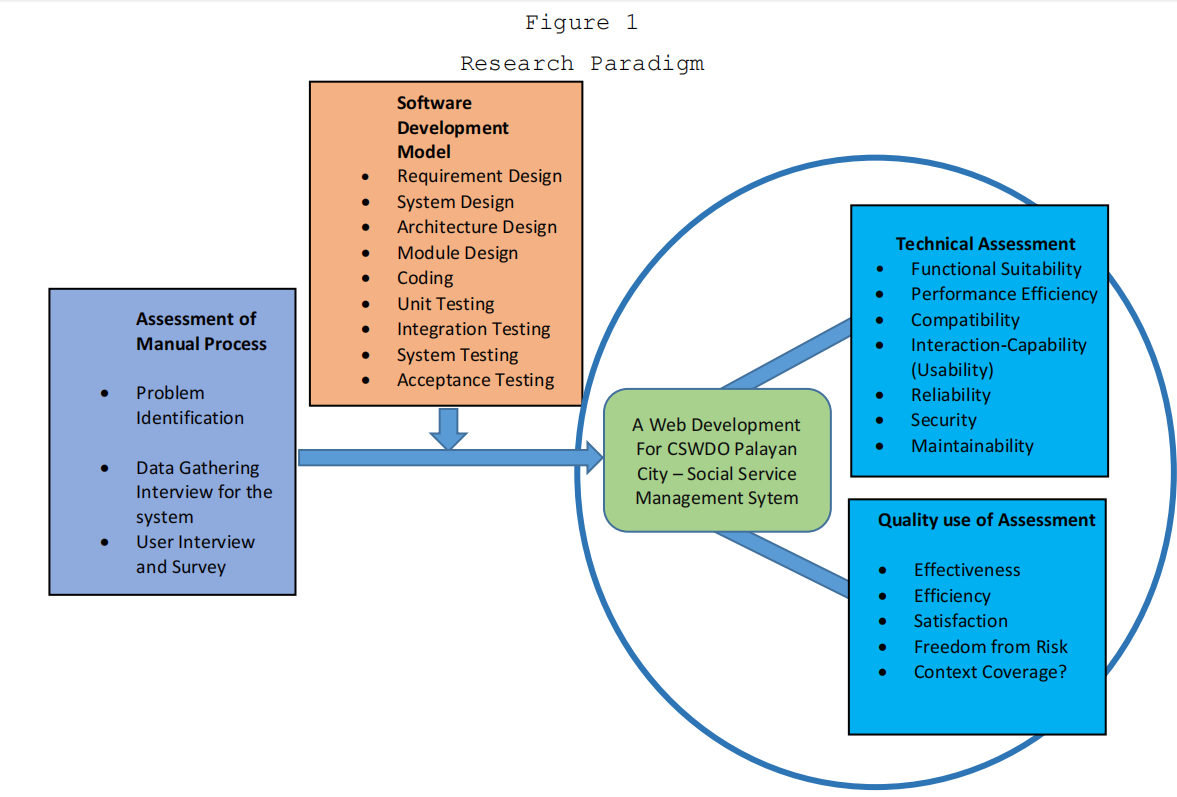 Figure 1
Research Paradigm
Software
Development
Model
• Requirement Design
• System Design
• Architecture Design
• Module Design
• Coding
• Unit Testing
• Integration Testing
• System Testing
• Acceptance Testing
Assessment of
Manual Process
• Problem
Identification
• Data Gathering
Interview for the
system
• User Interview
and Survey
A Web Development
For CSWDO Palayan
City – Social Service
Management Sytem
Technical Assessment
• Functional Suitability
• Performance Efficiency
• Compatibility
• Interaction-Capability
(Usability)
• Reliability
• Security
• Maintainability
Quality use of Assessment
• Effectiveness
• Efficiency
• Satisfaction
• Freedom from Risk
• Context Coverage?